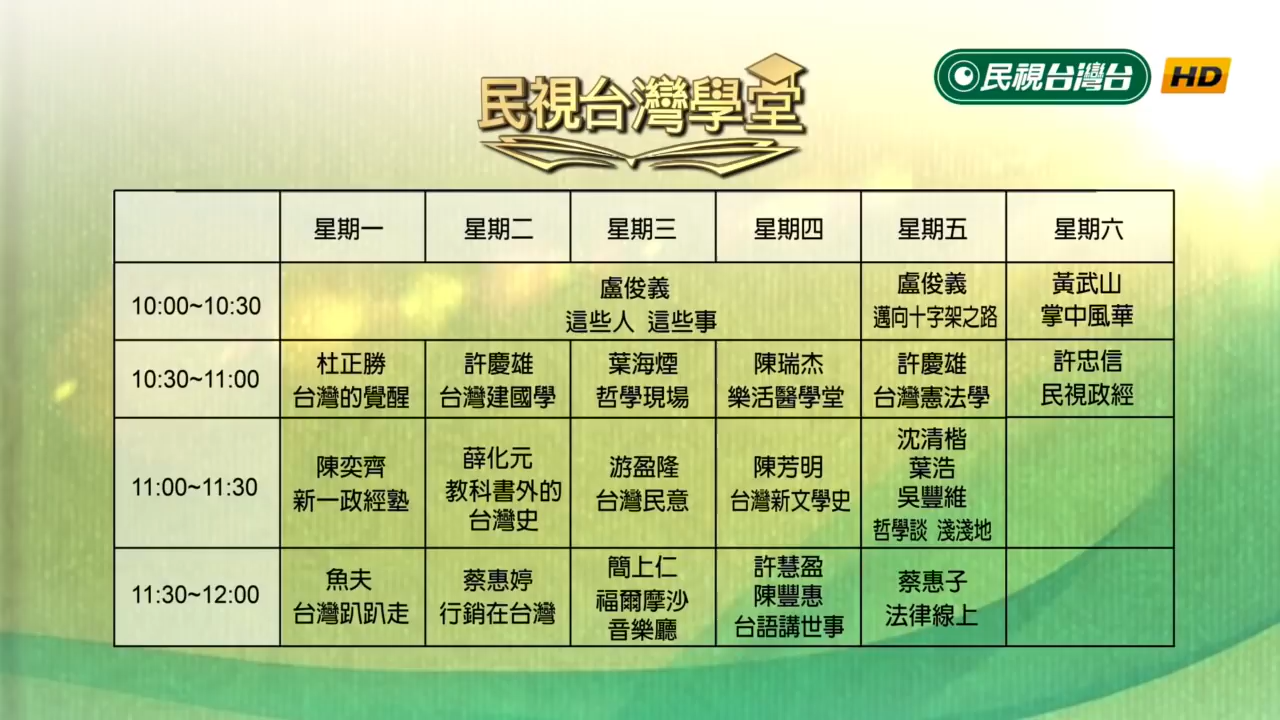 民視台灣學堂
民視台灣台
HD
星期一 星期二 星期三 星期四 星期五 星期六
10:00~10:30
盧俊義
這些人 這些事
盧俊義
邁向十字架之路
黃武山
掌中風華
10:30~11:00
杜正勝
台灣的覺醒
許慶雄
台灣建國學
葉海煙
哲學現場
陳瑞杰
樂活醫學堂
許慶雄
台灣憲法學
許忠信
民視政經
11:00~11:30
陳奕齊
新一政經塾
薛化元
教科書外的
台灣史
游盈隆
台灣民意
陳芳明
台灣新文學史
沈清楷
葉浩
吳豐維
哲學談 淺淺地
11:30~12:00
魚夫
台灣趴趴走
蔡惠婷
行銷在台灣
簡上仁
福爾摩沙
音樂廳
許慧盈
陳豐惠
台語講世事
蔡惠子
法律線上